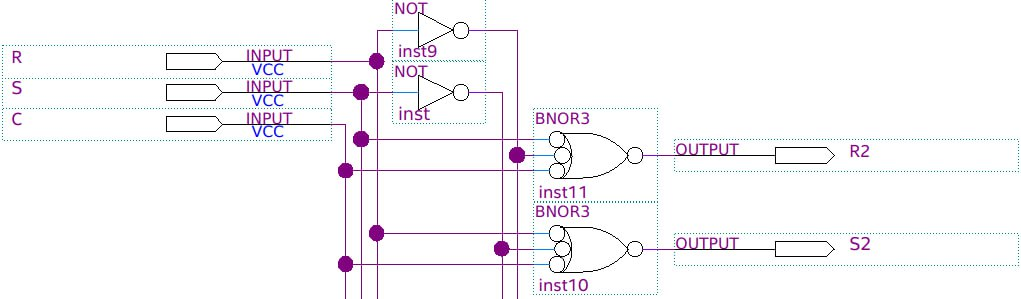 NOT
inst9
R INPUT
VCC
NOT
S INPUT
VCC
inst
C INPUT
VCC
BNOR3
OUTPUT R2
inst11
BNOR3
OUTPUT S2
inst10